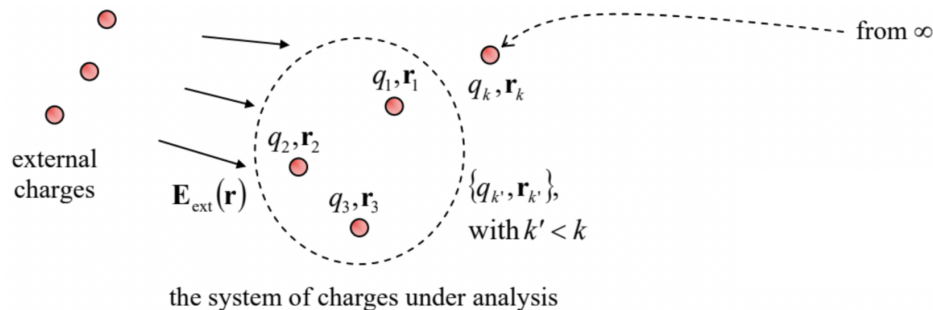 from ∞
q₁,r₁
qₖ,rₖ
q₂,r₂
external
charges
E_ext(r)
q₃,r₃
{qₖ',rₖ'},
with k' < k
the system of charges under analysis